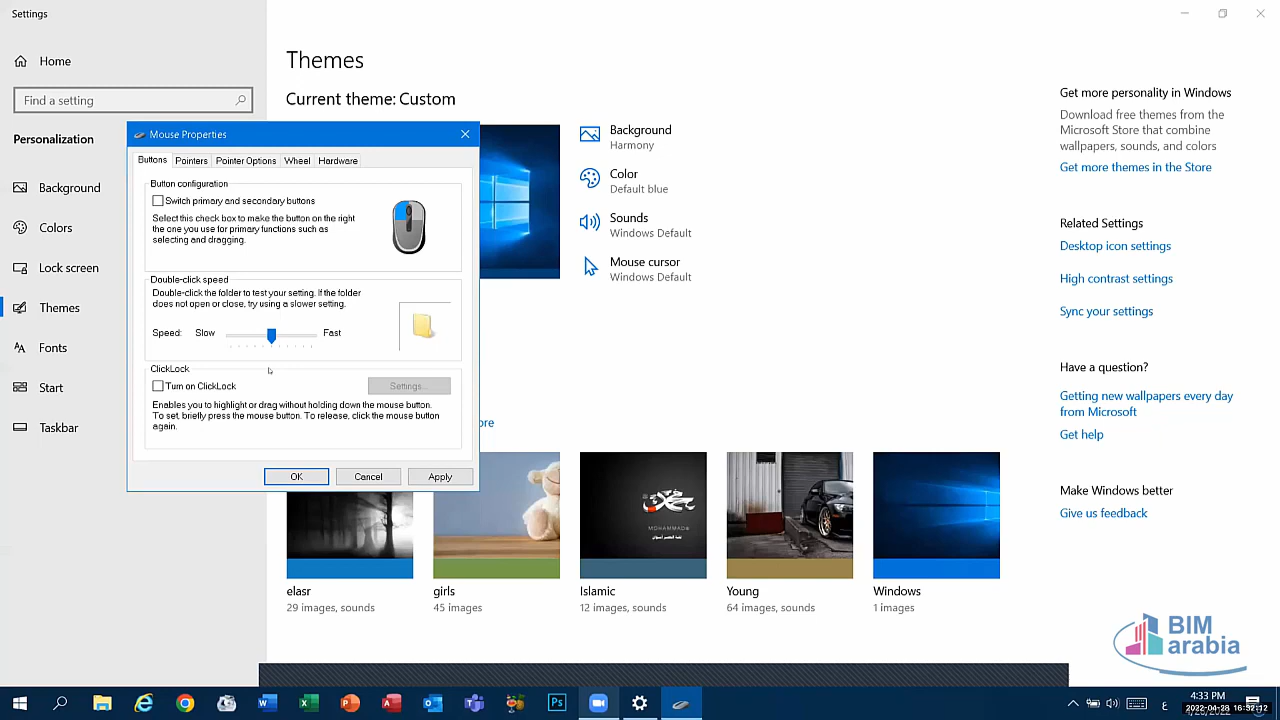 Settings
Home
Find a setting
Personalization
Background
Colors
Lock screen
Themes
Fonts
Start
Taskbar
Themes
Current theme: Custom
Background
Harmony
Color
Default blue
Sounds
Windows Default
Mouse cursor
Windows Default
Mouse Properties
Buttons
Pointers
Pointer Options
Wheel
Hardware
Button configuration
Switch primary and secondary buttons
Select this check box to make the button on the right
the one you use for primary functions such as
selecting and dragging.
Double-click speed
Double-click the folder to test your setting. If the folder
does not open or close, try using a slower setting.
Speed: Slow Fast
ClickLock
Turn on ClickLock
Settings...
Enables you to highlight or drag without holding down the mouse button.
To set, briefly press the mouse button. To release, click the mouse button
again.
OK
Cancel
Apply
ore
elasr
29 images, sounds
girls
45 images
MOHAMMAD
Islamic
12 images, sounds
Young
64 images, sounds
Windows
1 images
Get more personality in Windows
Download free themes from the
Microsoft Store that combine
wallpapers, sounds, and colors
Get more themes in the Store
Related Settings
Desktop icon settings
High contrast settings
Sync your settings
Have a question?
Getting new wallpapers every day
from Microsoft
Get help
Make Windows better
Give us feedback
BIM
arabia
Ps
ع
4:33 PM
2022-04-28 16:32:12